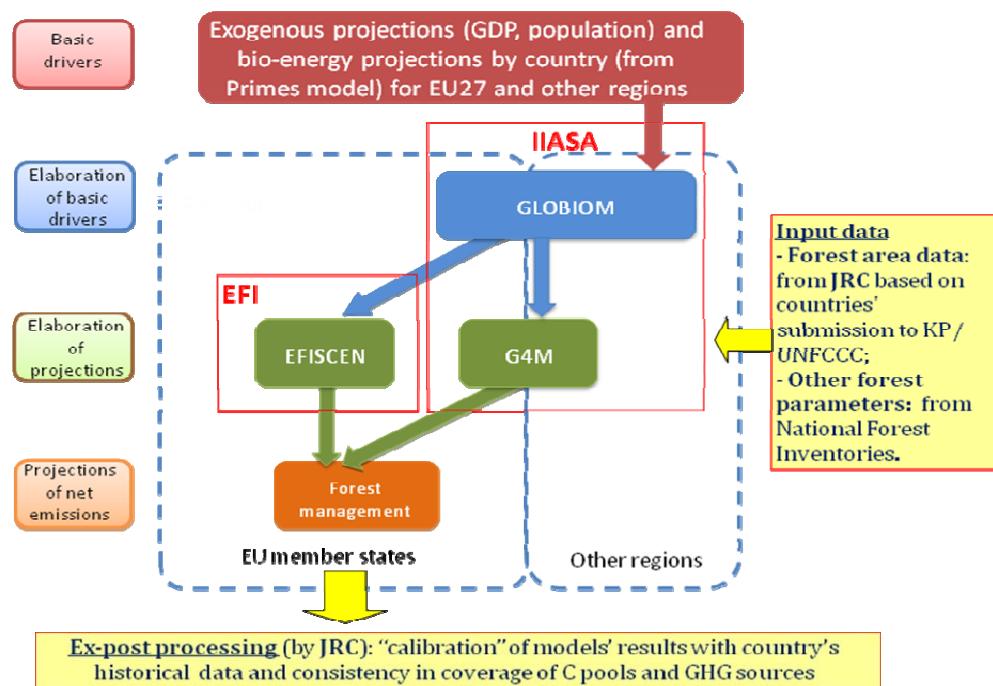 Basic
drivers
Exogenous projections (GDP, population) and
bio-energy projections by country (from
Primes model) for EU27 and other regions
IIASA
Elaboration
of basic
drivers
GLOBIOM
Input data
- Forest area data:
from JRC based on
countries'
submission to KP/
UNFCCC;
- Other forest
parameters: from
National Forest
Inventories.
EFI
Elaboration
of
projections
EFISCEN
G4M
Projections
of net
emissions
Forest
management
EU member states
Other regions
Ex-post processing (by JRC): "calibration" of models' results with country's
historical data and consistency in coverage of C pools and GHG sources